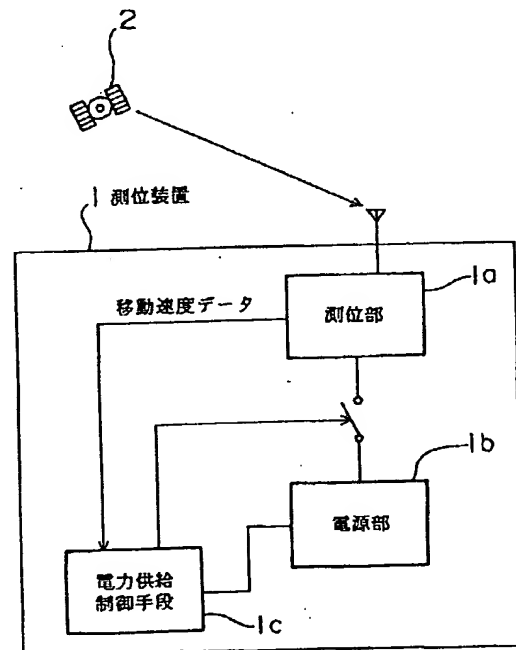 2
1 測位装置
1a
測位部
移動速度データ
1b
電源部
電力供給
制御手段
1c